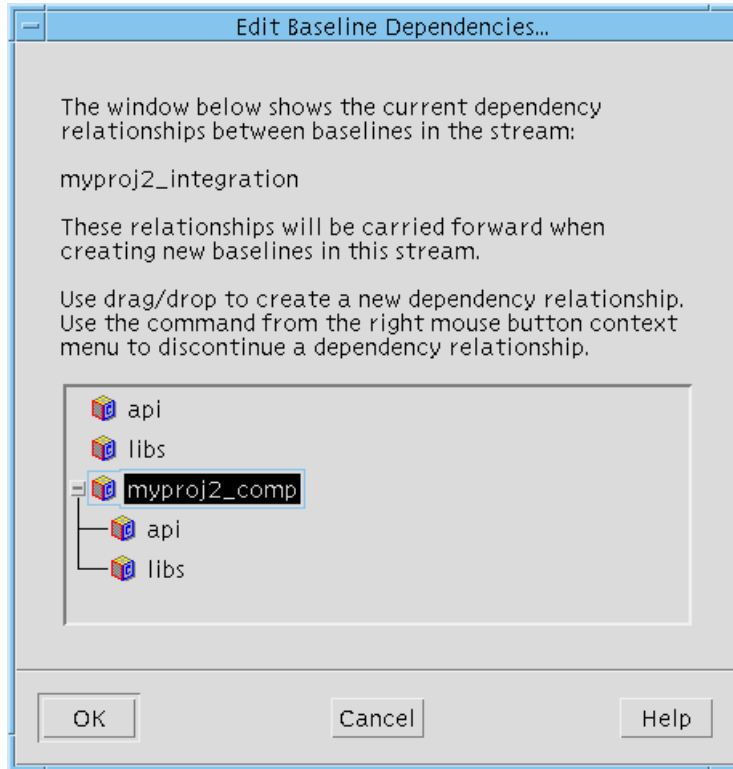 Edit Baseline Dependencies...
The window below shows the current dependency
relationships between baselines in the stream:
myproj2_integration
These relationships will be carried forward when
creating new baselines in this stream.
Use drag/drop to create a new dependency relationship.
Use the command from the right mouse button context
menu to discontinue a dependency relationship.
api
libs
myproj2_comp
api
libs
OK
Cancel
Help